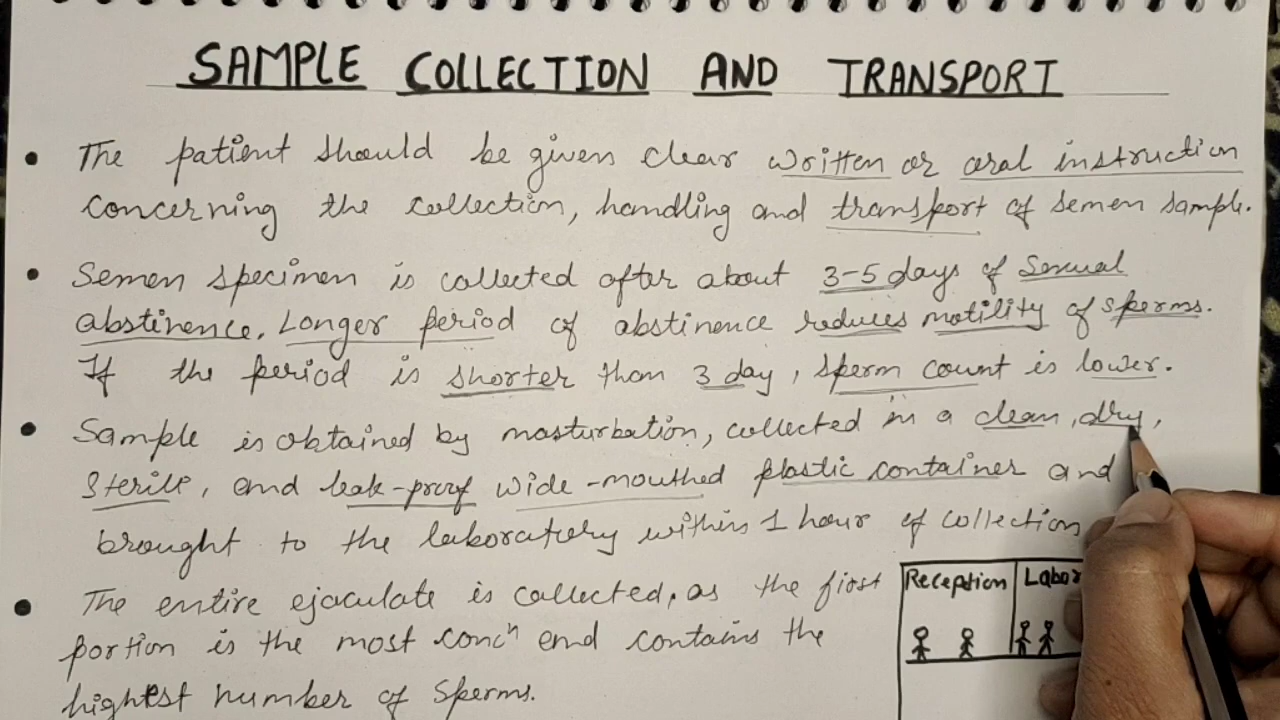 SAMPLE COLLECTION AND TRANSPORT
• The patient should be given clear written or oral instruction
concerning the collection, handling and transport of semen sample.
• Semen specimen is collected after about 3-5 days of Sexual
abstinence. Longer period of abstinence reduces motility of sperms.
If the period is shorter than 3 day, sperm count is lower.
• Sample is obtained by masturbation, collected in a clean, dry,
Sterile, and leak-proof wide-mouthed plastic container and
brought to the laboratory within 1 hour of collection
• The entire ejaculate is collected, as the first
portion is the most concⁿ and contains the
highest number of Sperms.
Reception Labor